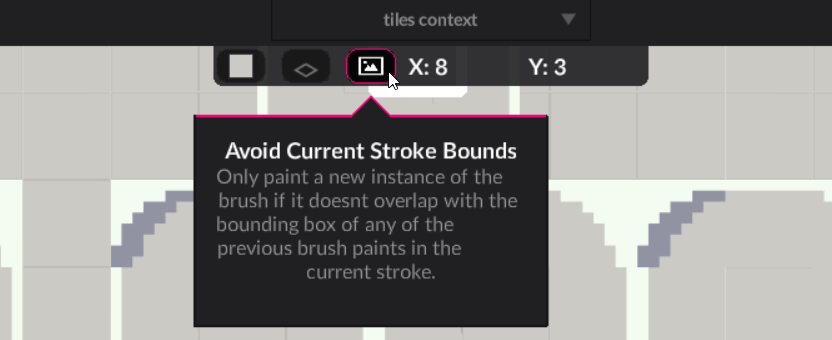 tiles context
X: 8 Y: 3
Avoid Current Stroke Bounds
Only paint a new instance of the
brush if it doesnt overlap with the
bounding box of any of the
previous brush paints in the
current stroke.